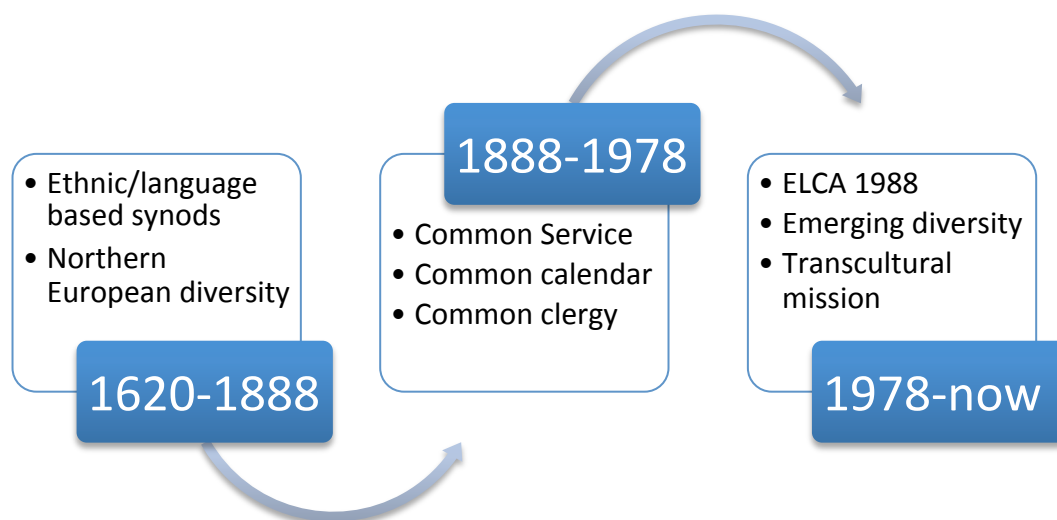 • Ethnic/language
based synods
• Northern
European diversity
1620-1888
1888-1978
• Common Service
• Common calendar
• Common clergy
• ELCA 1988
• Emerging diversity
• Transcultural
mission
1978-now